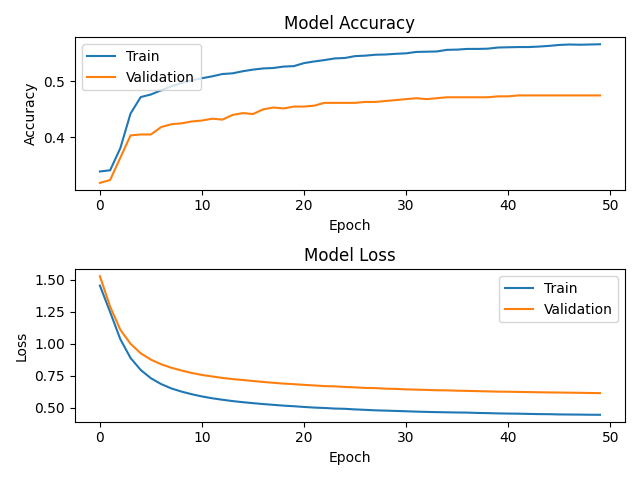 Model Accuracy
Train
Validation
0.5
0.4
Accuracy
0 10 20 30 40 50
Epoch
Model Loss
Train
Validation
1.50
1.25
1.00
0.75
0.50
Loss
0 10 20 30 40 50
Epoch